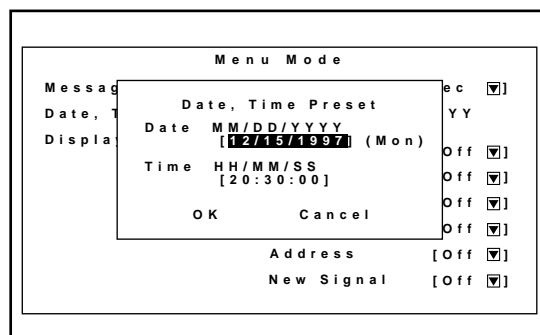 Menu Mode
Messag ec ▼]
Date, T YY
Displa
Date, Time Preset
Date MM/DD/YYYY
[12/15/1997] (Mon)
Time HH/MM/SS
[20:30:00]
OK Cancel
Off ▼]
Off ▼]
Off ▼]
Off ▼]
Address [Off ▼]
New Signal [Off ▼]